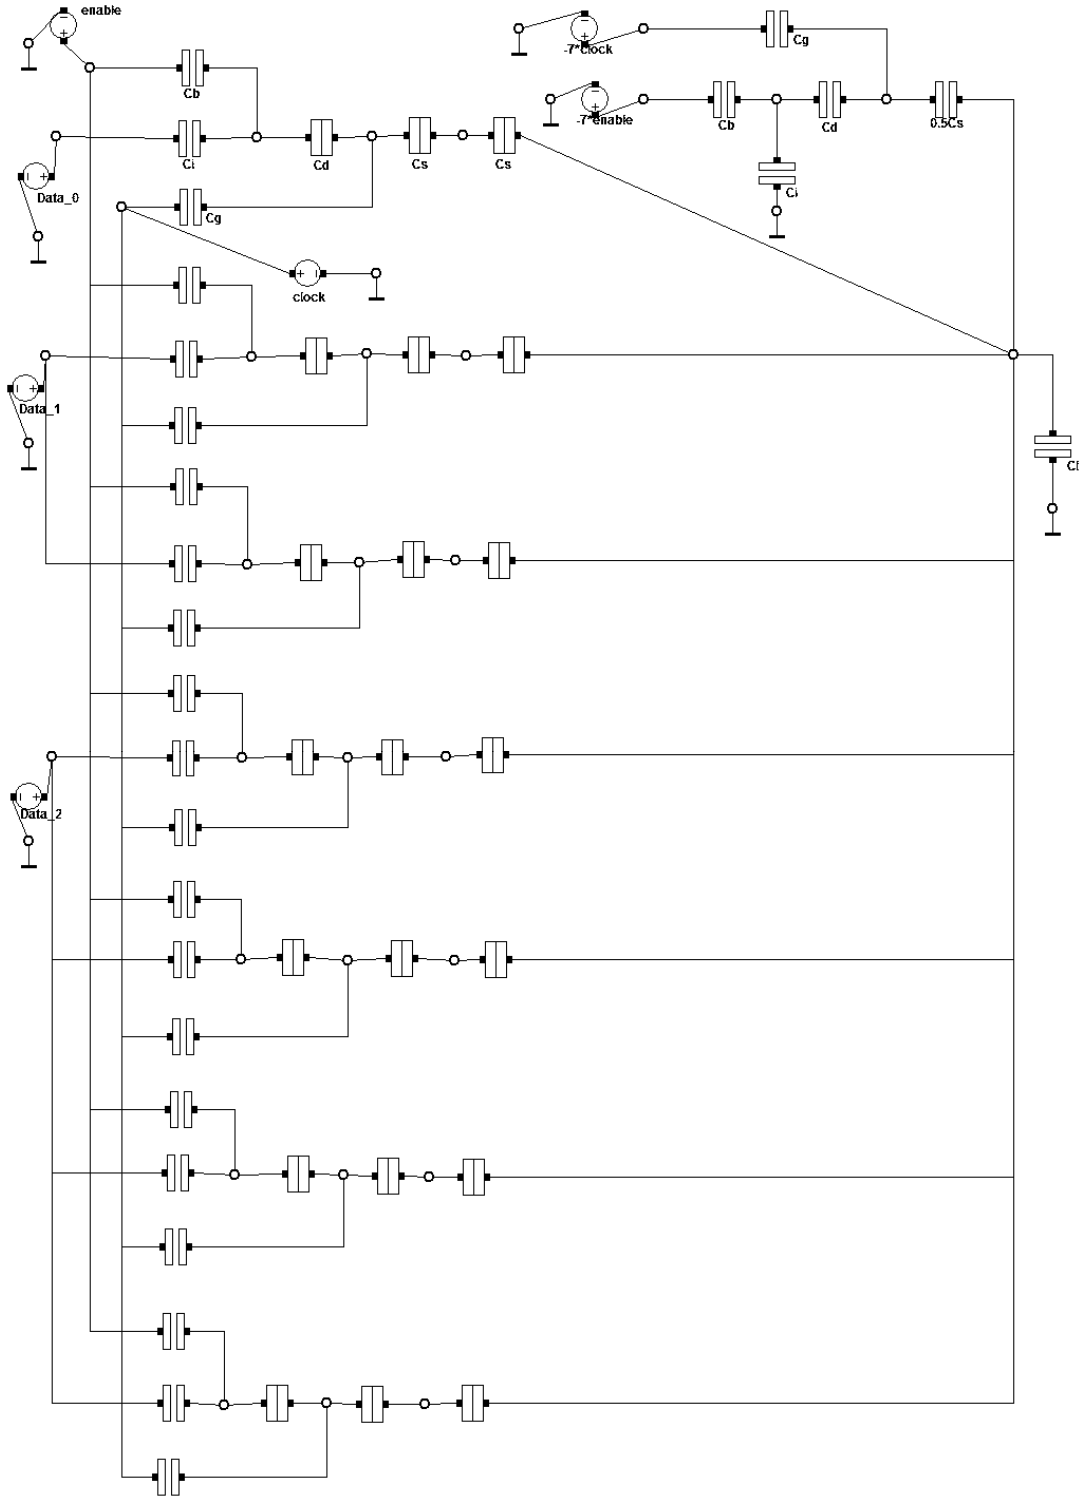 enable
-7*clock
Cg
Cb
-7*enable
Cb
Cd
0.5Cs
Ci
Cd
Cs
Cs
Data_0
Ci
Cg
clock
Data_1
Data_2